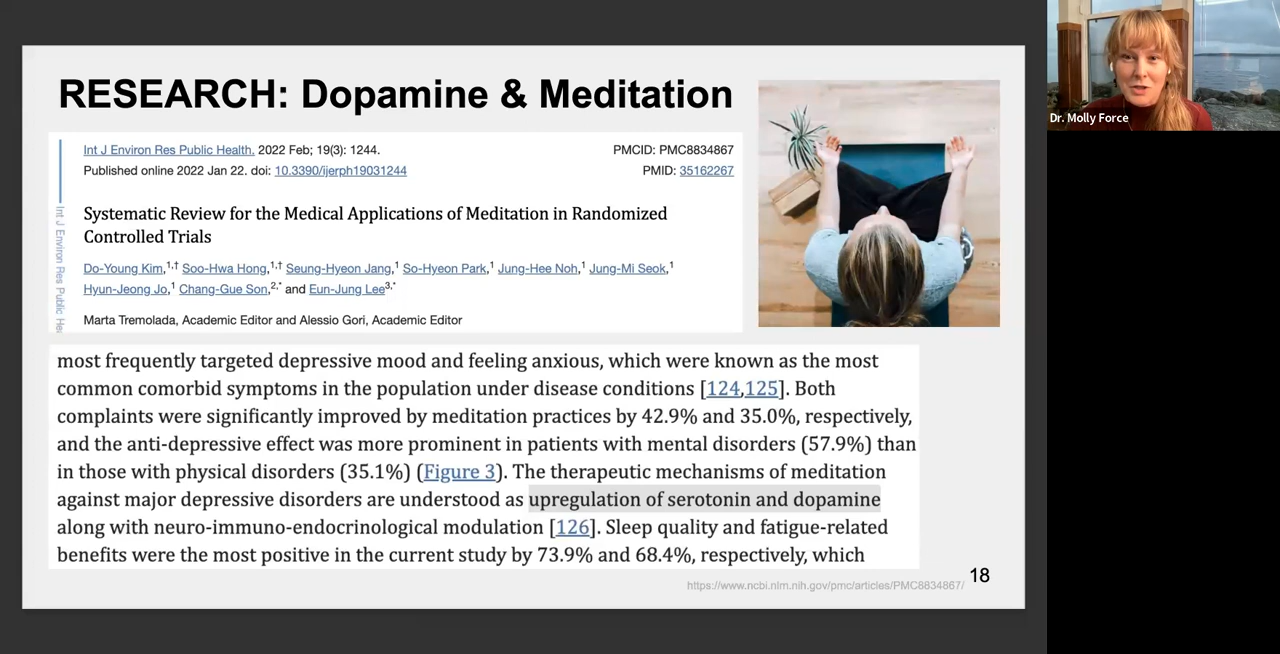 RESEARCH: Dopamine & Meditation
Int J Environ Res Public Health. 2022 Feb; 19(3): 1244.
PMCID: PMC8834867
Published online 2022 Jan 22. doi: 10.3390/ijerph19031244
PMID: 35162267
Int J Environ Res Public Hea
Systematic Review for the Medical Applications of Meditation in Randomized
Controlled Trials
Do-Young Kim,1,† Soo-Hwa Hong,1,† Seung-Hyeon Jang,1 So-Hyeon Park,1 Jung-Hee Noh,1 Jung-Mi Seok,1
Hyun-Jeong Jo,1 Chang-Gue Son,2,* and Eun-Jung Lee3,*
Marta Tremolada, Academic Editor and Alessio Gori, Academic Editor
most frequently targeted depressive mood and feeling anxious, which were known as the most
common comorbid symptoms in the population under disease conditions [124,125]. Both
complaints were significantly improved by meditation practices by 42.9% and 35.0%, respectively,
and the anti-depressive effect was more prominent in patients with mental disorders (57.9%) than
in those with physical disorders (35.1%) (Figure 3). The therapeutic mechanisms of meditation
against major depressive disorders are understood as upregulation of serotonin and dopamine
along with neuro-immuno-endocrinological modulation [126]. Sleep quality and fatigue-related
benefits were the most positive in the current study by 73.9% and 68.4%, respectively, which
https://www.ncbi.nlm.nih.gov/pmc/articles/PMC8834867/
18
Dr. Molly Force